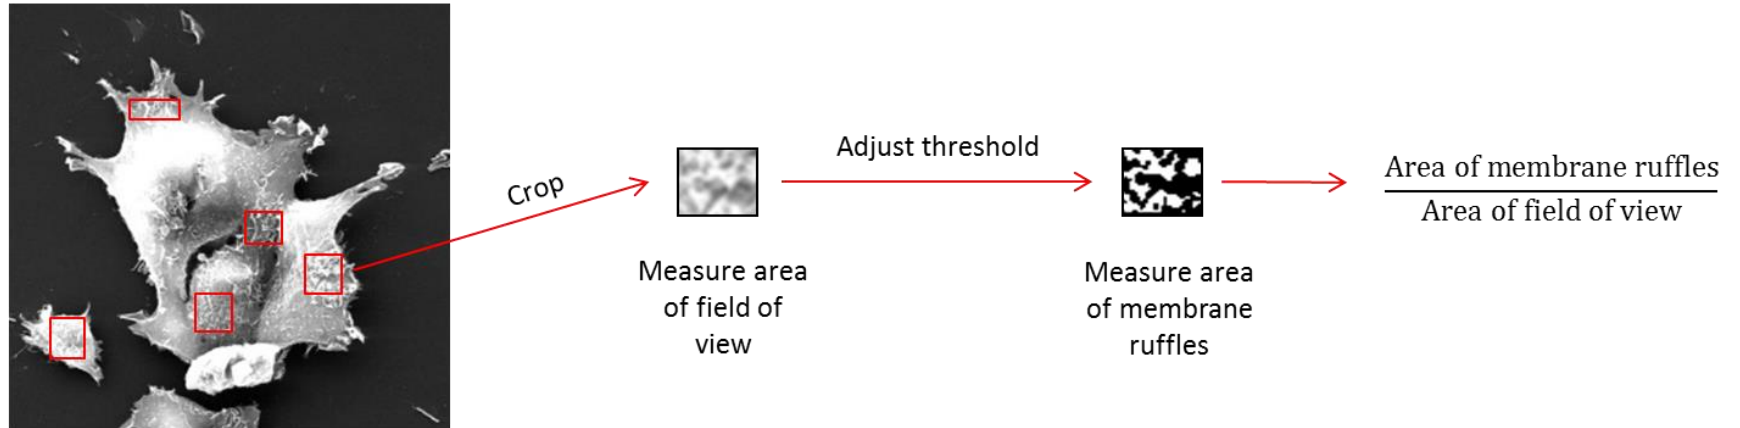 Crop
Measure area
of field of
view
Adjust threshold
Measure area
of membrane
ruffles
Area of membrane ruffles
Area of field of view